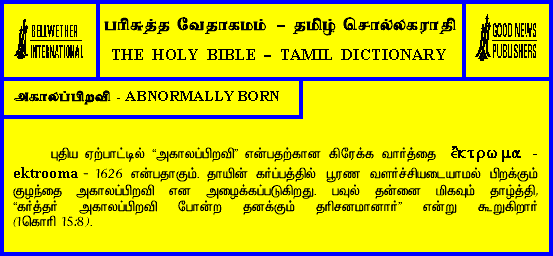 BELLWETHER
INTERNATIONAL
பரிசுத்த வேதாகமம் – தமிழ் சொல்லகராதி
THE HOLY BIBLE – TAMIL DICTIONARY
GOOD NEWS
PUBLISHERS
அகாலப்பிறவி - ABNORMALLY BORN
புதிய ஏற்பாட்டில் “அகாலப்பிறவி” என்பதற்கான கிரேக்க வார்த்தை ἔκτρωμα -
ektrooma - 1626 என்பதாகும். தாயின் கர்ப்பத்தில் பூரண வளர்ச்சியடையாமல் பிறக்கும்
குழந்தை அகாலப்பிறவி என அழைக்கப்படுகிறது. பவுல் தன்னை மிகவும் தாழ்த்தி,
“கர்த்தர் அகாலப்பிறவி போன்ற தனக்கும் தரிசனமானார்” என்று கூறுகிறார்
(1கொரி 15:8).